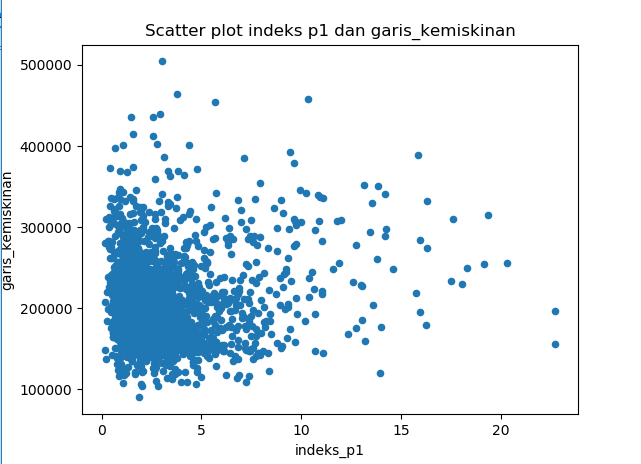 Scatter plot indeks p1 dan garis_kemiskinan
500000
400000
300000
200000
100000
garis_kemiskinan
0 5 10 15 20
indeks_p1